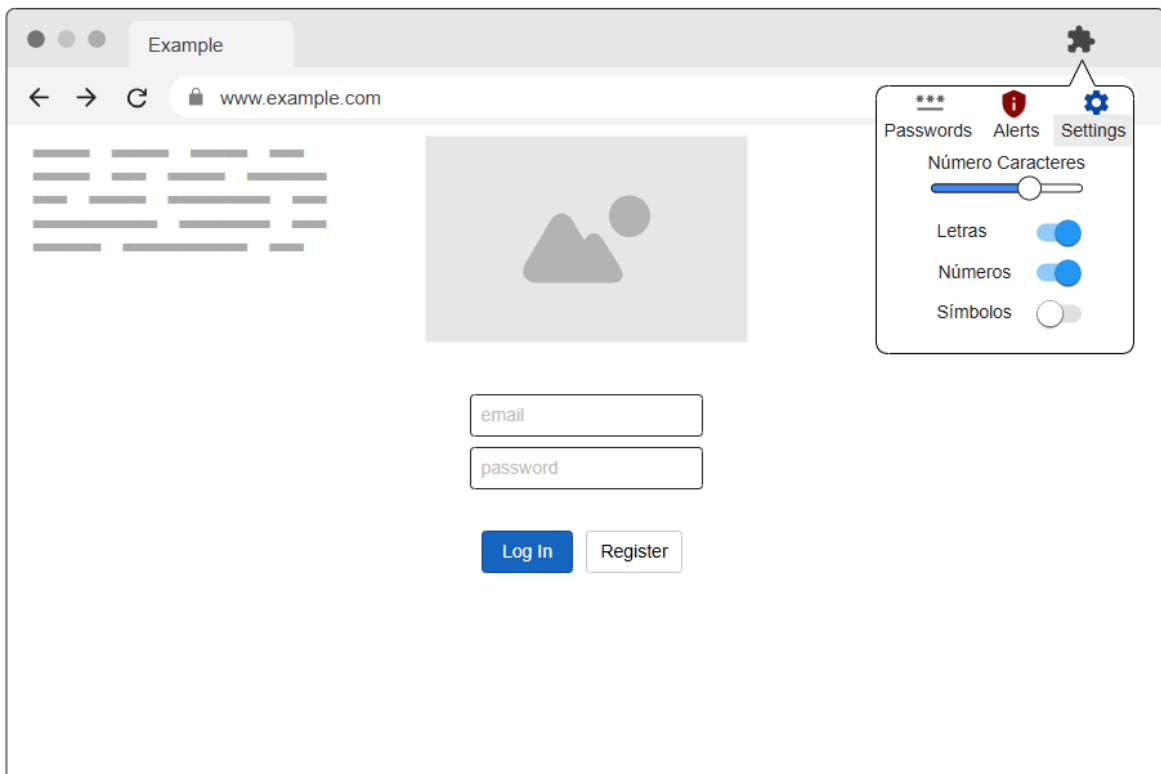 Example
www.example.com
***
Passwords Alerts Settings
Número Caracteres
Letras
Números
Símbolos
email
password
Log In Register